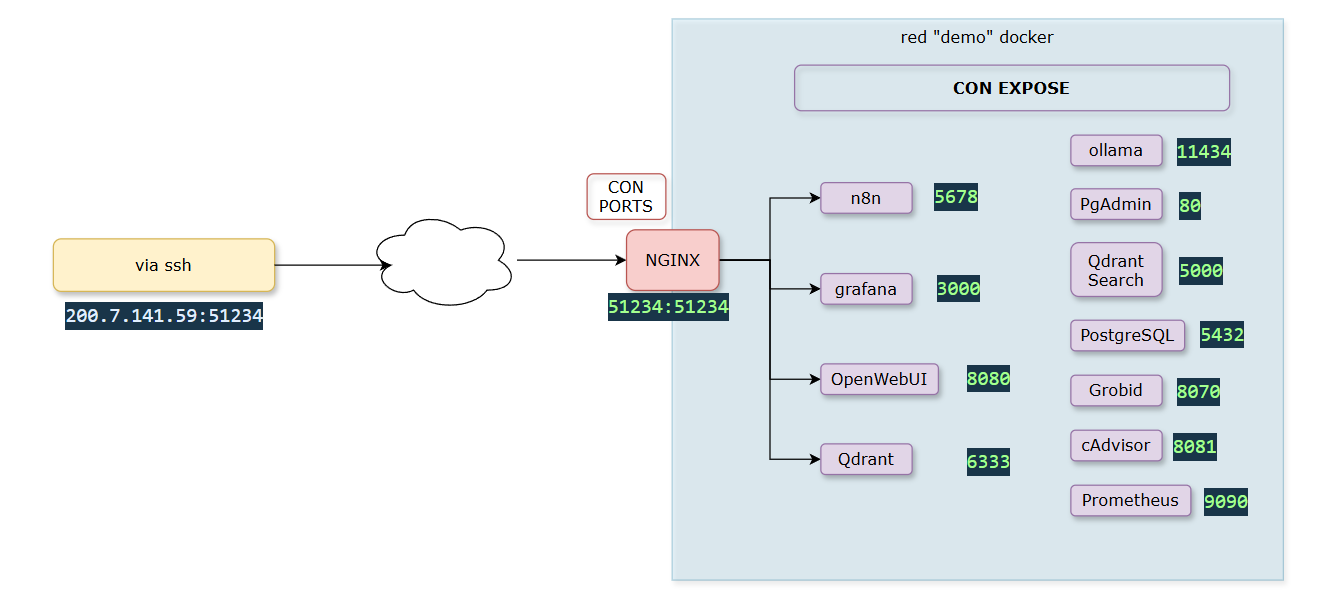 red "demo" docker
CON EXPOSE
via ssh
200.7.141.59:51234
CON
PORTS
NGINX
51234:51234
n8n
5678
grafana
3000
OpenWebUI
8080
Qdrant
6333
ollama
11434
PgAdmin
80
Qdrant
Search
5000
PostgreSQL
5432
Grobid
8070
cAdvisor
8081
Prometheus
9090